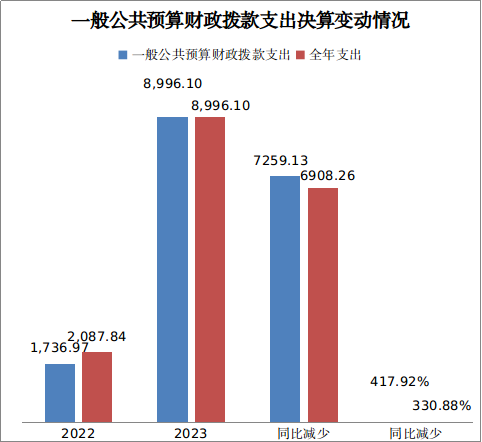 一般公共预算财政拨款支出决算变动情况
一般公共预算财政拨款支出 全年支出
8,996.10
8,996.10
7259.13
6908.26
2,087.84
1,736.97
417.92%
330.88%
2022 2023 同比减少 同比减少